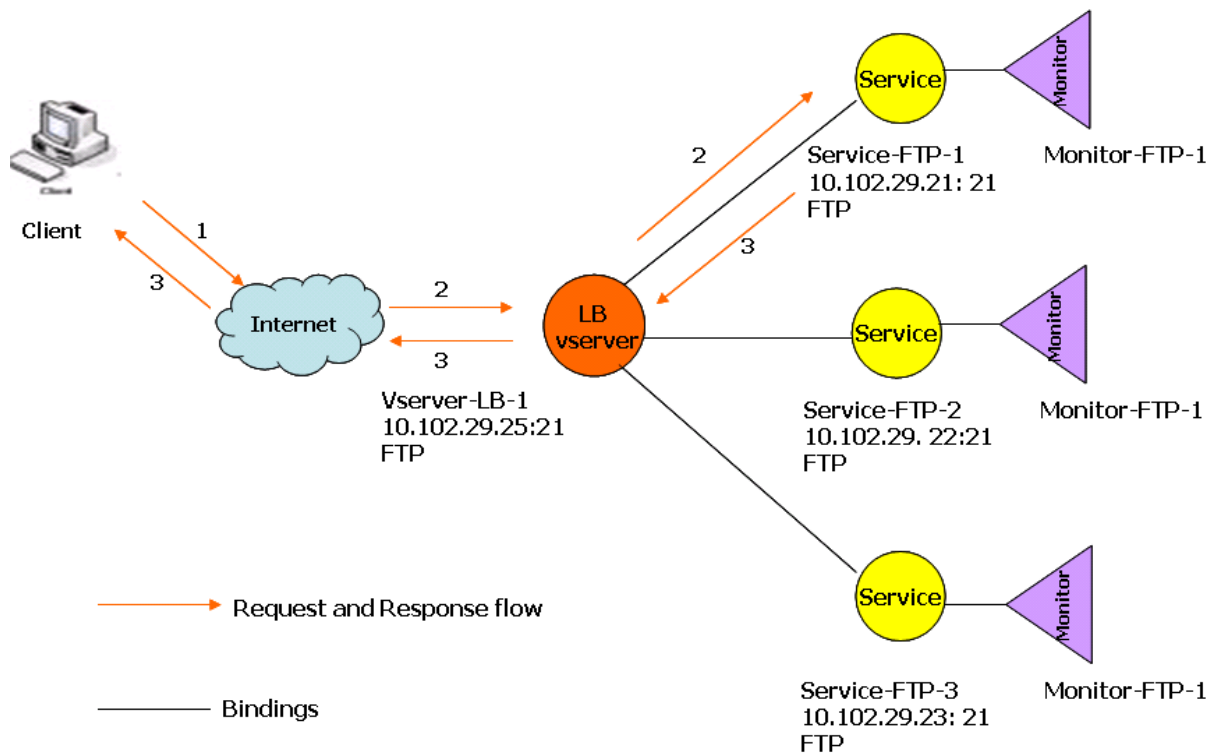 Service
Monitor
2
Service-FTP-1
10.102.29.21: 21
FTP
Monitor-FTP-1
Client
Client
1
3
3
2
Internet
3
LB
vserver
Vserver-LB-1
10.102.29.25:21
FTP
Service
Monitor
Service-FTP-2
10.102.29. 22:21
FTP
Monitor-FTP-1
Service
Monitor
Service-FTP-3
10.102.29.23: 21
FTP
Monitor-FTP-1
Request and Response flow
Bindings